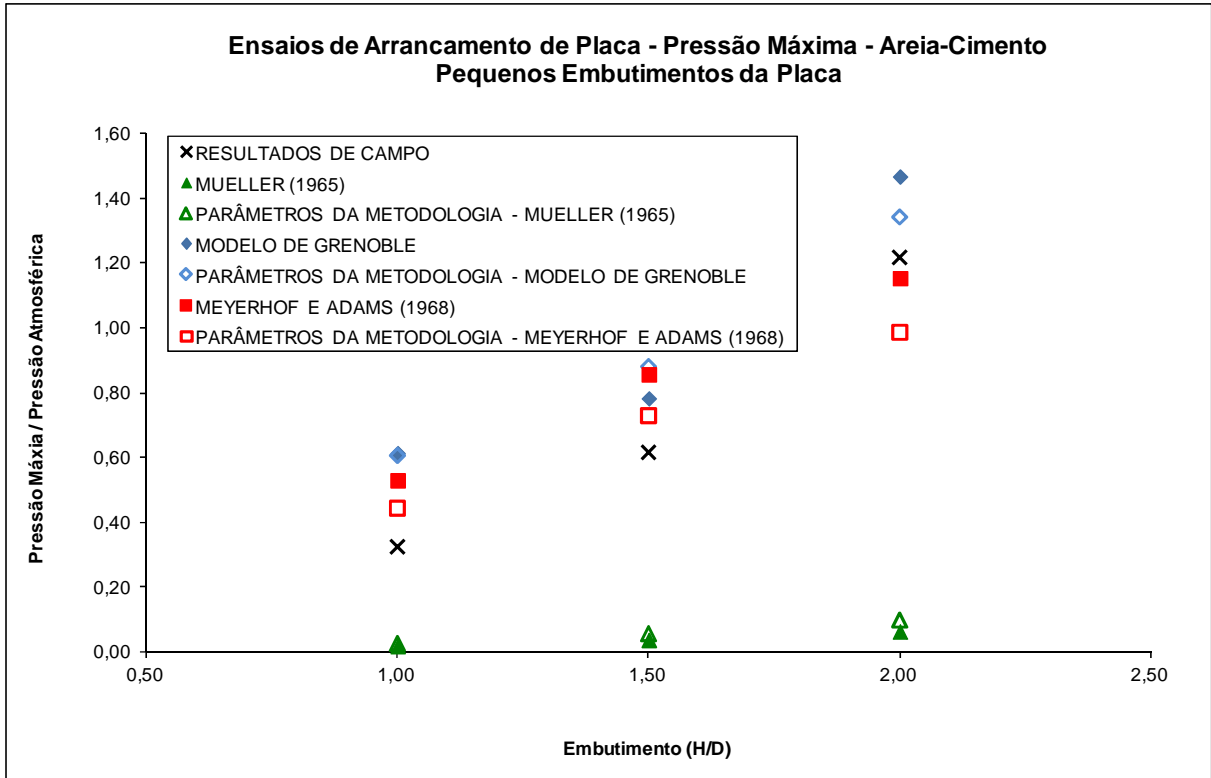 Ensaios de Arrancamento de Placa - Pressão Máxima - Areia-Cimento
Pequenos Embutimentos da Placa
Pressão Máxia / Pressão Atmosférica
1,60
1,40
1,20
1,00
0,80
0,60
0,40
0,20
0,00
RESULTADOS DE CAMPO
MUELLER (1965)
PARÂMETROS DA METODOLOGIA - MUELLER (1965)
MODELO DE GRENOBLE
PARÂMETROS DA METODOLOGIA - MODELO DE GRENOBLE
MEYERHOF E ADAMS (1968)
PARÂMETROS DA METODOLOGIA - MEYERHOF E ADAMS (1968)
0,50 1,00 1,50 2,00 2,50
Embutimento (H/D)